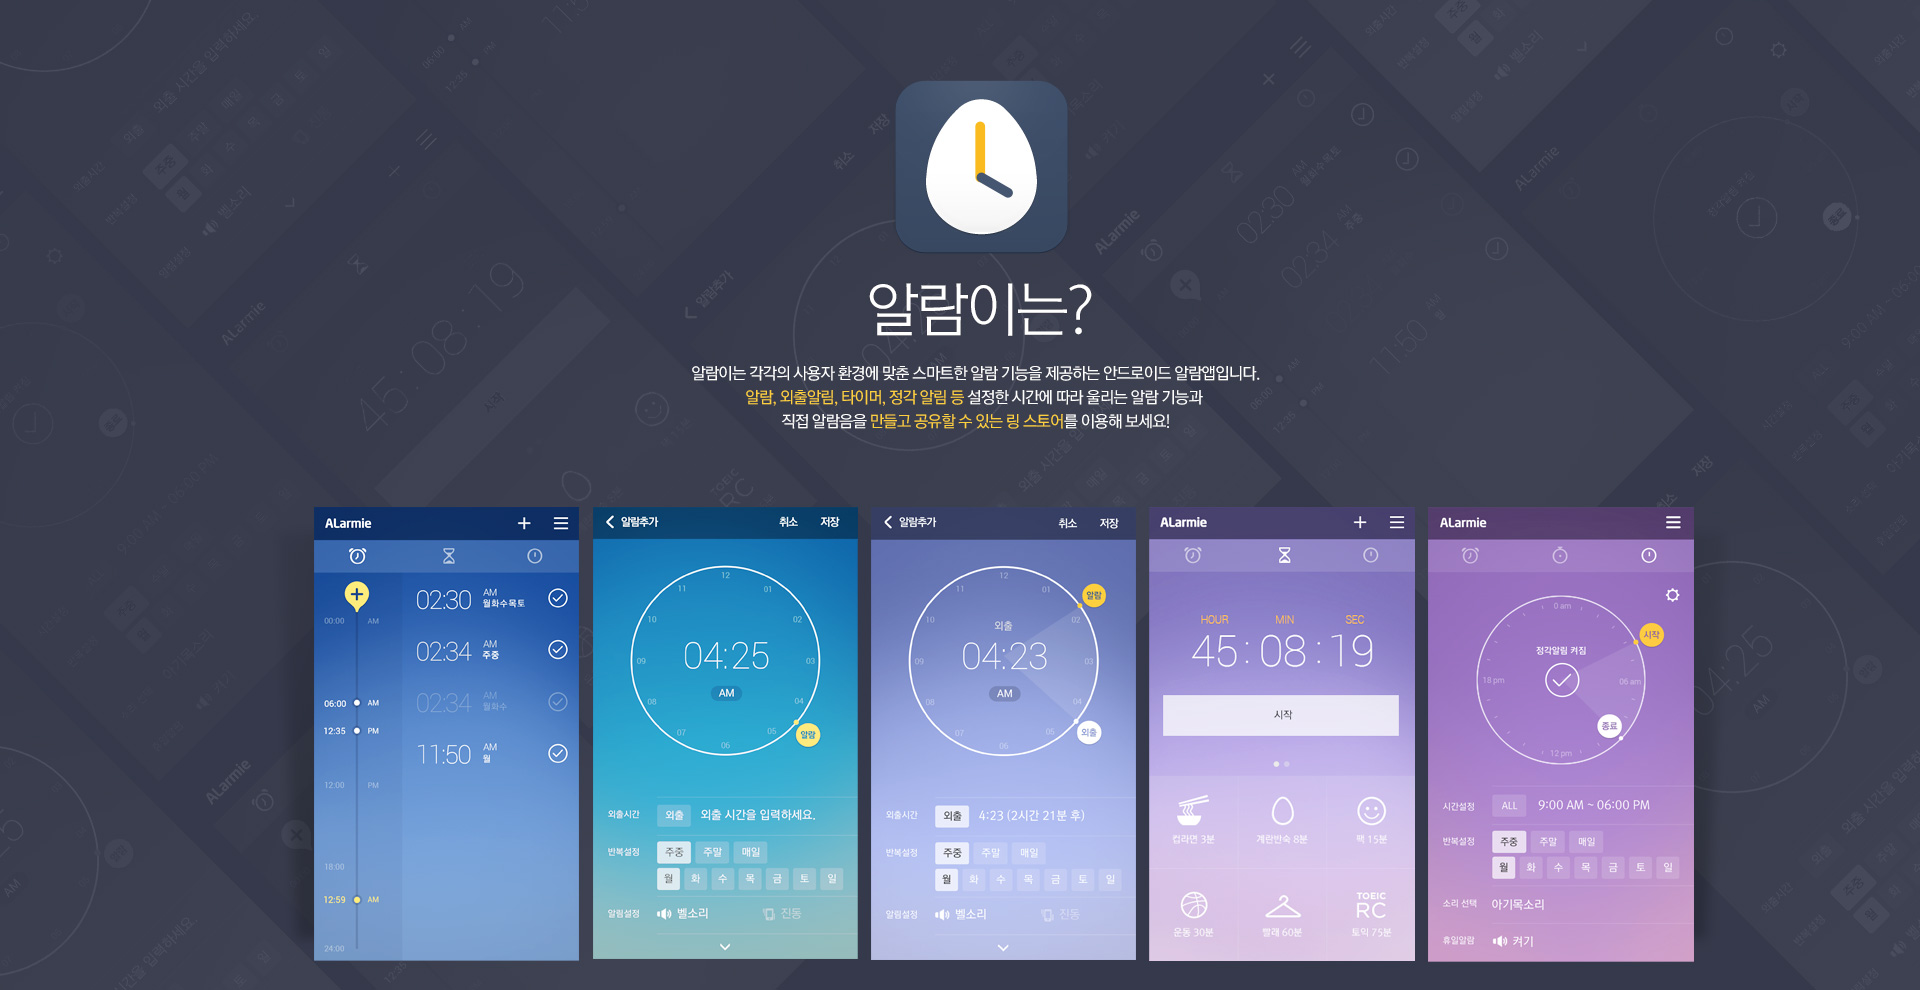 알람이는?
알람이는 각각의 사용자 환경에 맞춘 스마트한 알람 기능을 제공하는 안드로이드 알람앱입니다.
알람, 외출알림, 타이머, 정각 알림 등 설정한 시간에 따라 울리는 알람 기능과
직접 알람음을 만들고 공유할 수 있는 링 스토어를 이용해 보세요!
ALarmie
00:00 AM
06:00 AM
12:35 PM
12:00 PM
18:00
12:59 AM
24:00
02:30 AM 월화수목토
02:34 AM 주중
02:34 AM 월화수
11:50 AM 월
알람추가 취소 저장
12
11 01
10 02
09 03
08 04
07 05
06
04:25
AM
알람
외출시간 외출 외출 시간을 입력하세요.
반복설정 주중 주말 매일
월 화 수 목 금 토 일
알림설정 벨소리 진동
알람추가 취소 저장
12
11 01
10 02
09 03
08
07 05
06
알람
외출
04:23
AM
외출
외출시간 외출 4:23 (2시간 21분 후)
반복설정 주중 주말 매일
월 화 수 목 금 토 일
알림설정 벨소리 진동
ALarmie
HOUR MIN SEC
45 : 08 : 19
시작
컵라면 3분 계란반숙 8분 팩 15분
TOEIC
RC
운동 30분 빨래 60분 토익 75분
ALarmie
0 am
시작
정각알림 켜짐
18 pm 06 am
종료
12 pm
시간설정 ALL 9:00 AM ~ 06:00 PM
반복설정 주중 주말 매일
월 화 수 목 금 토 일
소리 선택 아기목소리
휴일알람 켜기